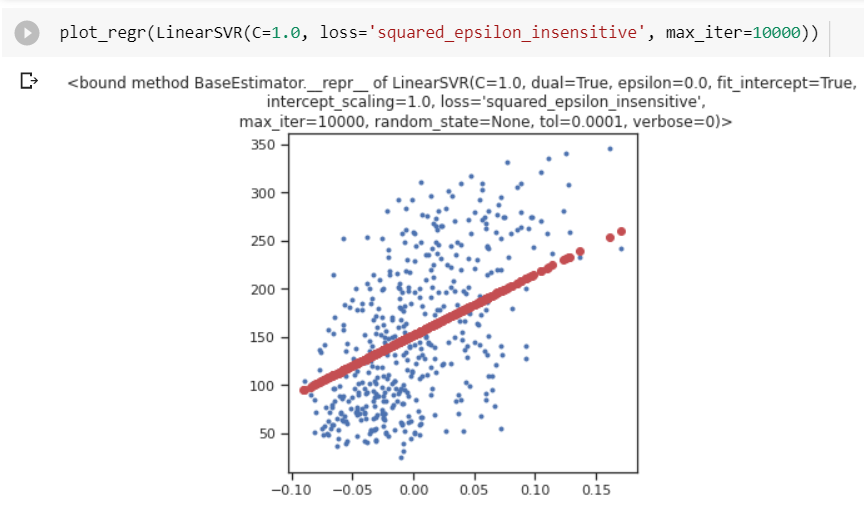 plot_regr(LinearSVR(C=1.0, loss='squared_epsilon_insensitive', max_iter=10000))
<bound method BaseEstimator.__repr__ of LinearSVR(C=1.0, dual=True, epsilon=0.0, fit_intercept=True,
intercept_scaling=1.0, loss='squared_epsilon_insensitive',
max_iter=10000, random_state=None, tol=0.0001, verbose=0)>
350
300
250
200
150
100
50
−0.10 −0.05 0.00 0.05 0.10 0.15